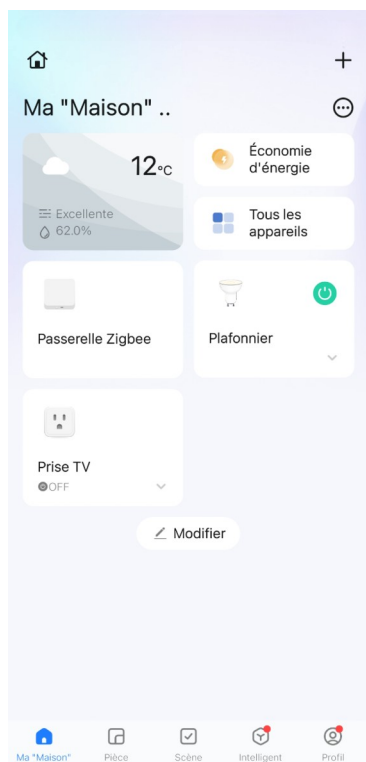 Ma "Maison" ..
12°C
Excellente
62.0%
Économie
d'énergie
Tous les
appareils
Passerelle Zigbee
Plafonnier
Prise TV
OFF
Modifier
Ma "Maison"
Pièce
Scène
Intelligent
Profil